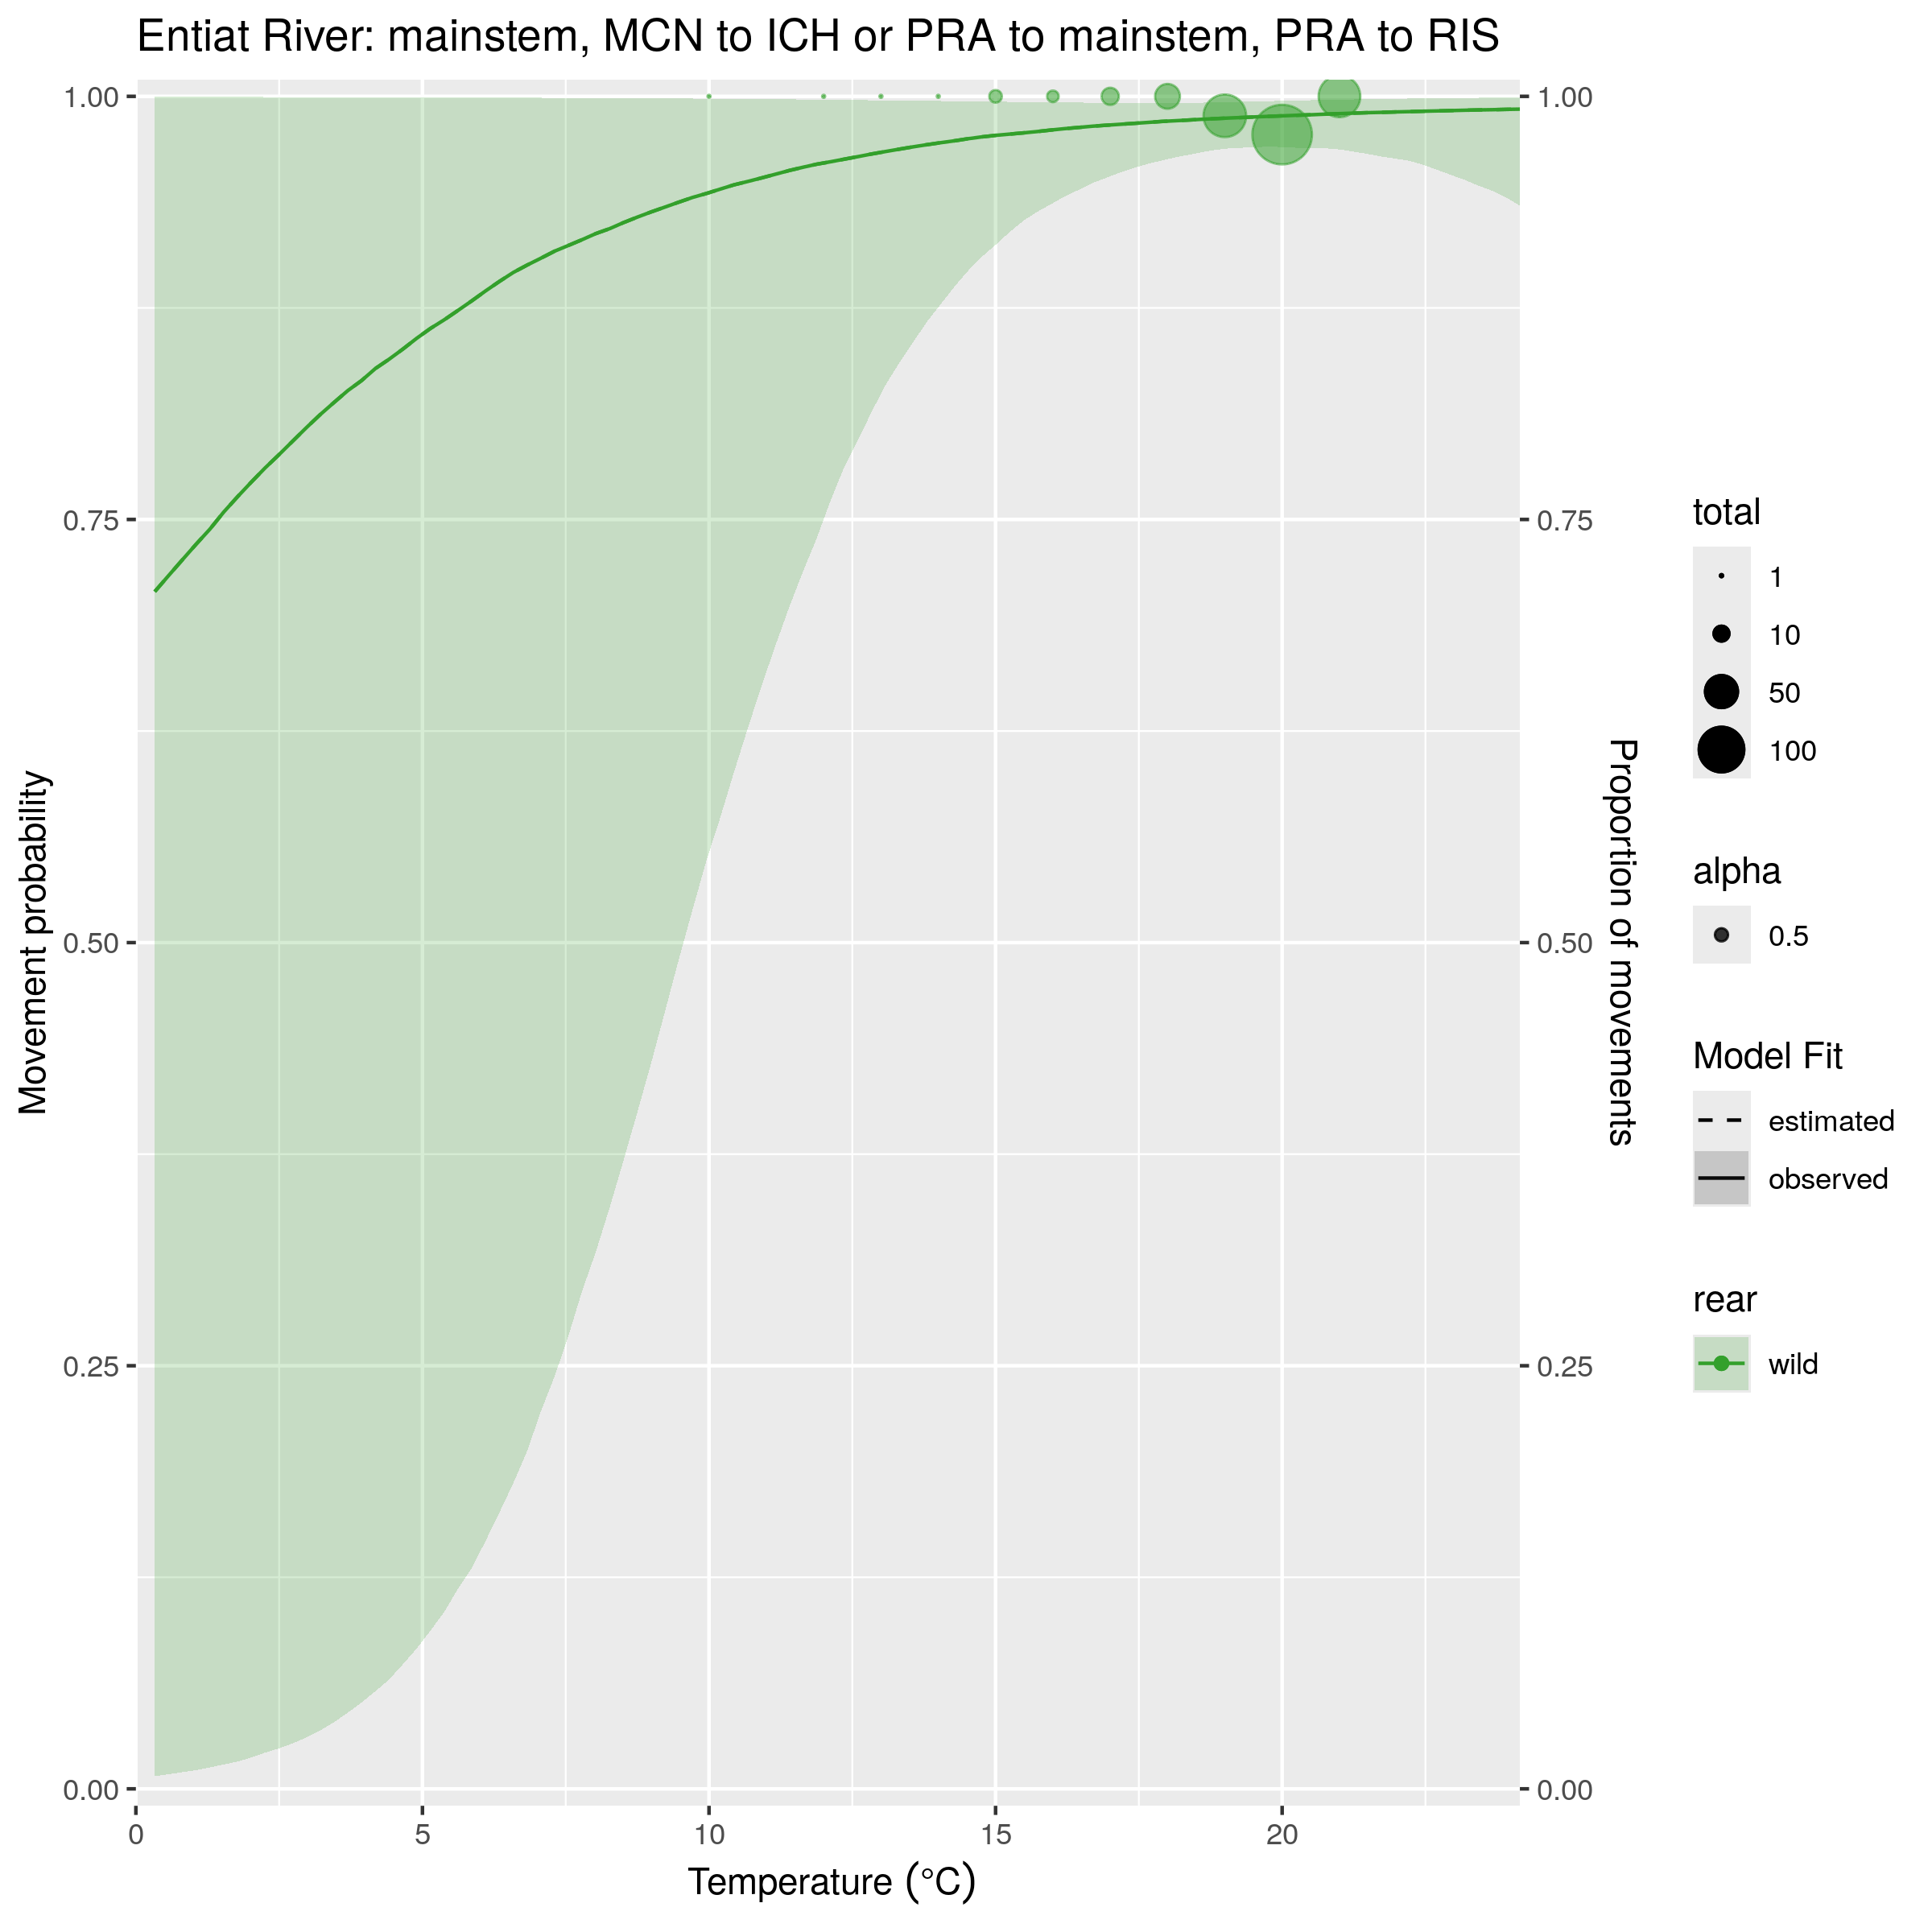 Entiat River: mainstem, MCN to ICH or PRA to mainstem, PRA to RIS
Movement probability
1.00
0.75
0.50
0.25
0.00
0
5
10
15
20
Temperature (°C)
1.00
0.75
0.50
0.25
0.00
Proportion of movements
total
1
10
50
100
alpha
0.5
Model Fit
estimated
observed
rear
wild